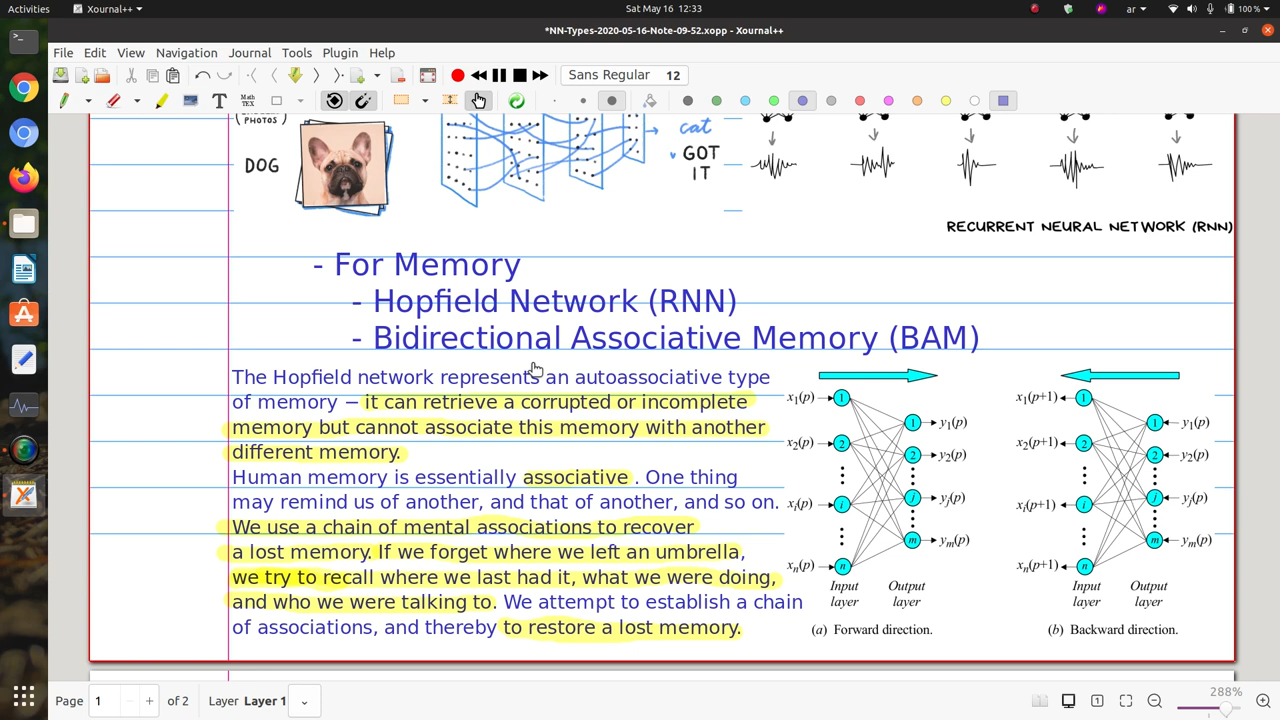 Activities
Xournal++
Sat May 16 12:33
ar
100 %
*NN-Types-2020-05-16-Note-09-52.xopp - Xournal++
File Edit View Navigation Journal Tools Plugin Help
Sans Regular 12
PHOTOS)
DOG
cat
GOT
IT
RECURRENT NEURAL NETWORK (RNN)
- For Memory
- Hopfield Network (RNN)
- Bidirectional Associative Memory (BAM)
The Hopfield network represents an autoassociative type
of memory − it can retrieve a corrupted or incomplete
memory but cannot associate this memory with another
different memory.
Human memory is essentially associative . One thing
may remind us of another, and that of another, and so on.
We use a chain of mental associations to recover
a lost memory. If we forget where we left an umbrella,
we try to recall where we last had it, what we were doing,
and who we were talking to. We attempt to establish a chain
of associations, and thereby to restore a lost memory.
x1(p) 1
1 y1(p)
x2(p) 2
2 y2(p)
xi(p) i
j yj(p)
m ym(p)
xn(p) n
Input
layer
Output
layer
(a) Forward direction.
x1(p+1) 1
1 y1(p)
x2(p+1) 2
2 y2(p)
xi(p+1) i
j yj(p)
m ym(p)
xn(p+1) n
Input
layer
Output
layer
(b) Backward direction.
Page 1 of 2 Layer Layer 1
288%